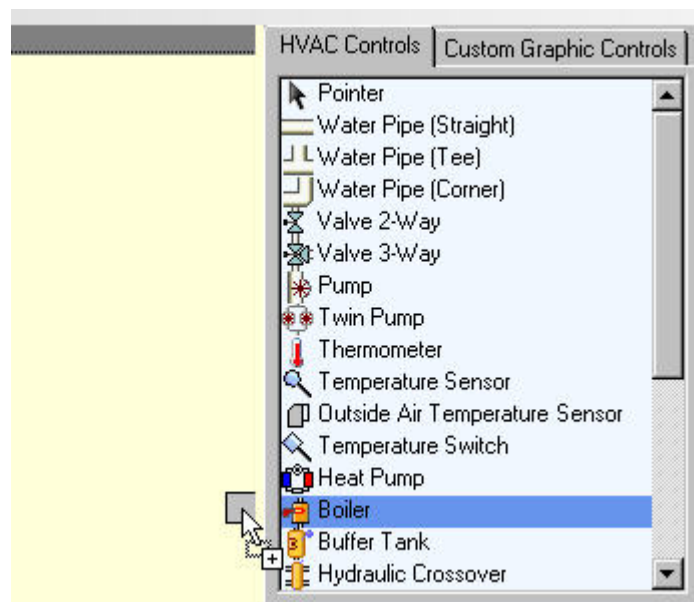 HVAC Controls
Custom Graphic Controls
Pointer
Water Pipe (Straight)
Water Pipe (Tee)
Water Pipe (Corner)
Valve 2-Way
Valve 3-Way
Pump
Twin Pump
Thermometer
Temperature Sensor
Outside Air Temperature Sensor
Temperature Switch
Heat Pump
Boiler
Buffer Tank
Hydraulic Crossover